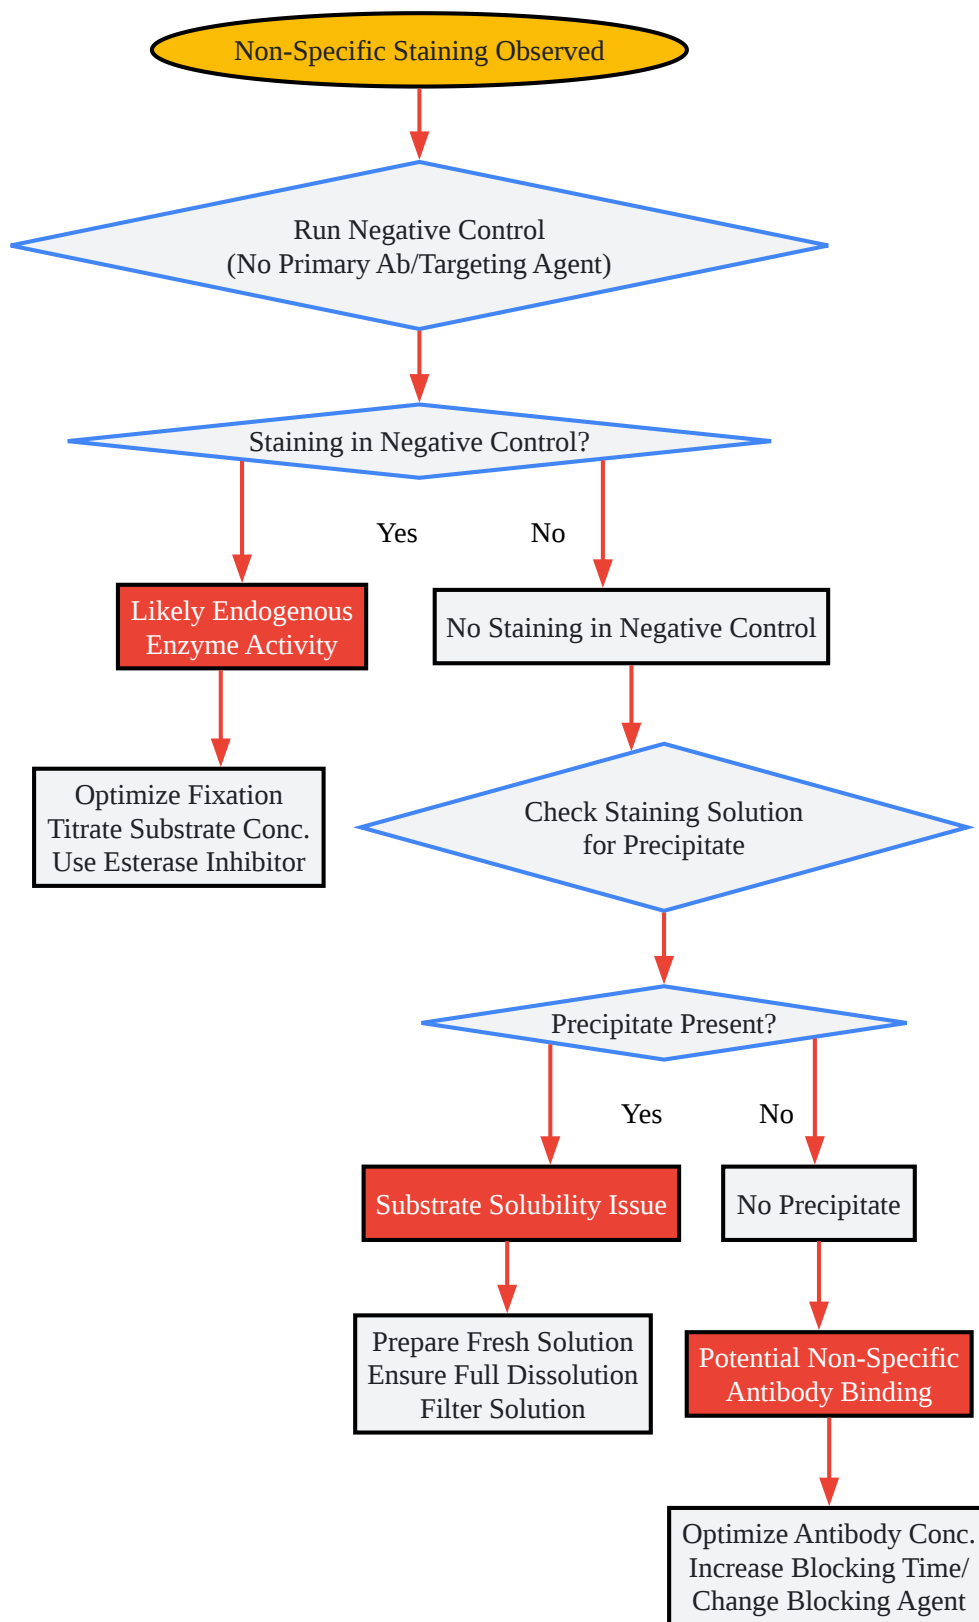 Non-Specific Staining Observed
Run Negative Control
(No Primary Ab/Targeting Agent)
Staining in Negative Control?
Yes
No
Likely Endogenous
Enzyme Activity
No Staining in Negative Control
Optimize Fixation
Titrate Substrate Conc.
Use Esterase Inhibitor
Check Staining Solution
for Precipitate
Precipitate Present?
Yes
No
Substrate Solubility Issue
No Precipitate
Prepare Fresh Solution
Ensure Full Dissolution
Filter Solution
Potential Non-Specific
Antibody Binding
Optimize Antibody Conc.
Increase Blocking Time/
Change Blocking Agent